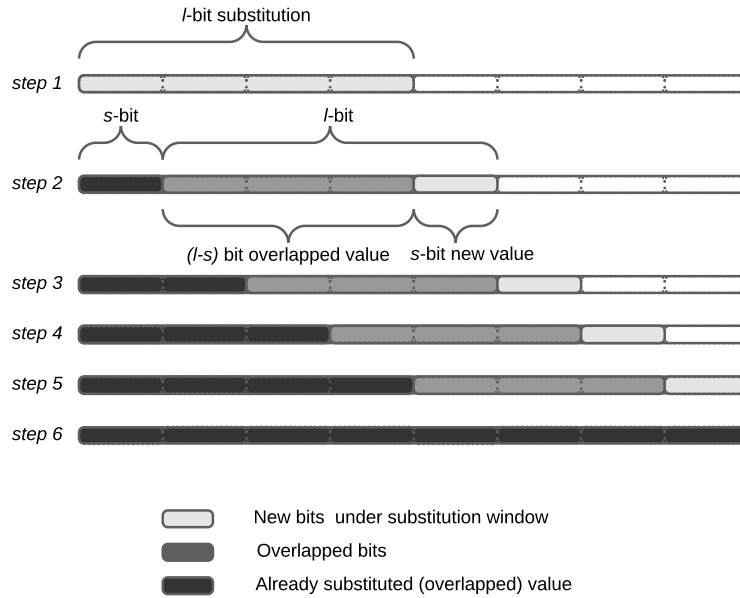 l-bit substitution
step 1
s-bit l-bit
step 2
(l-s) bit overlapped value s-bit new value
step 3
step 4
step 5
step 6
New bits under substitution window
Overlapped bits
Already substituted (overlapped) value